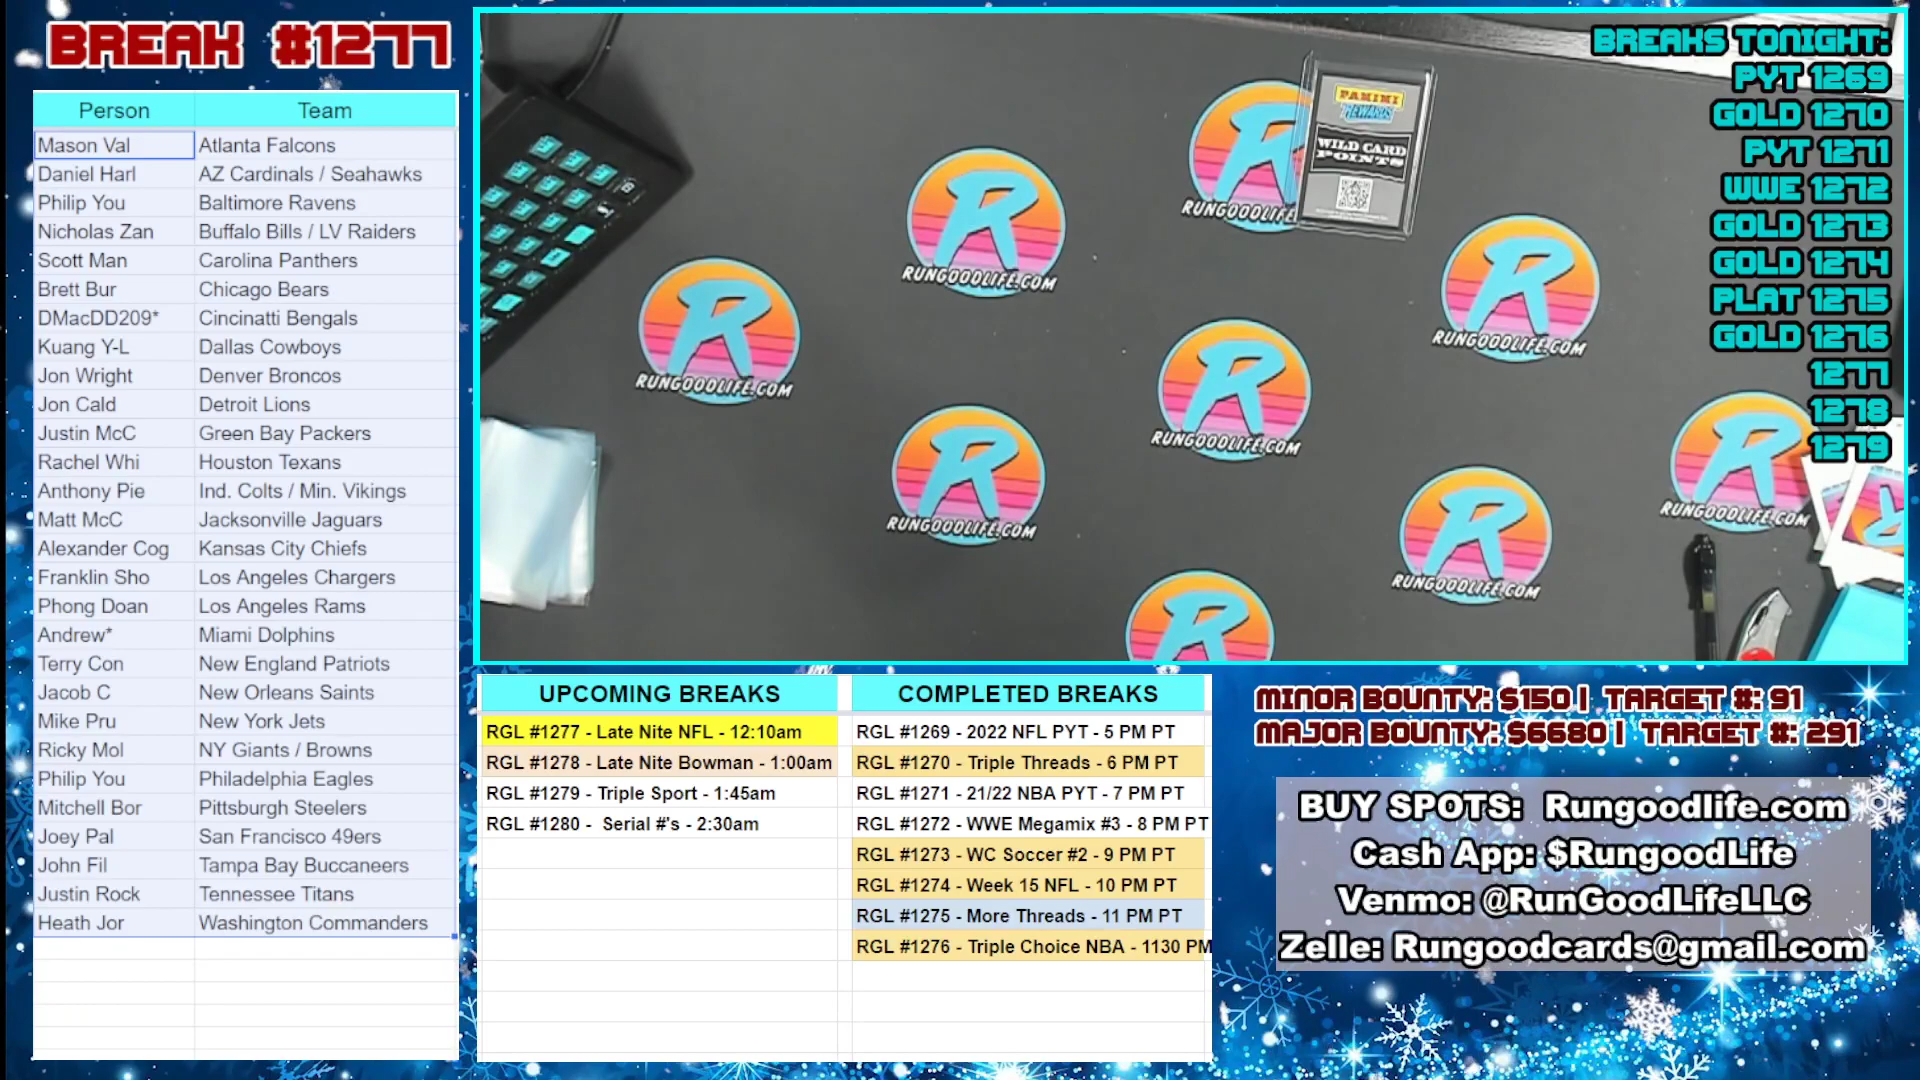 BREAK #1277
Person Team
Mason Val Atlanta Falcons
Daniel Harl AZ Cardinals / Seahawks
Philip You Baltimore Ravens
Nicholas Zan Buffalo Bills / LV Raiders
Scott Man Carolina Panthers
Brett Bur Chicago Bears
DMacDD209* Cincinatti Bengals
Kuang Y-L Dallas Cowboys
Jon Wright Denver Broncos
Jon Cald Detroit Lions
Justin McC Green Bay Packers
Rachel Whi Houston Texans
Anthony Pie Ind. Colts / Min. Vikings
Matt McC Jacksonville Jaguars
Alexander Cog Kansas City Chiefs
Franklin Sho Los Angeles Chargers
Phong Doan Los Angeles Rams
Andrew* Miami Dolphins
Terry Con New England Patriots
Jacob C New Orleans Saints
Mike Pru New York Jets
Ricky Mol NY Giants / Browns
Philip You Philadelphia Eagles
Mitchell Bor Pittsburgh Steelers
Joey Pal San Francisco 49ers
John Fil Tampa Bay Buccaneers
Justin Rock Tennessee Titans
Heath Jor Washington Commanders
R
RUNGOODLIFE.COM
R
RUNGOODLIFE.COM
R
RUNGOODLIFE
PANINI
REWARDS
WILD CARD
POINTS
R
RUNGOODLIFE.COM
R
RUNGOODLIFE.COM
R
RUNGOODLIFE.COM
R
RUNGOODLIFE.COM
R
RUNGOODLIFE.COM
R
BREAKS TONIGHT:
PYT 1269
GOLD 1270
PYT 1271
WWE 1272
GOLD 1273
GOLD 1274
PLAT 1275
GOLD 1276
1277
1278
1279
UPCOMING BREAKS
RGL #1277 - Late Nite NFL - 12:10am
RGL #1278 - Late Nite Bowman - 1:00am
RGL #1279 - Triple Sport - 1:45am
RGL #1280 - Serial #'s - 2:30am
COMPLETED BREAKS
RGL #1269 - 2022 NFL PYT - 5 PM PT
RGL #1270 - Triple Threads - 6 PM PT
RGL #1271 - 21/22 NBA PYT - 7 PM PT
RGL #1272 - WWE Megamix #3 - 8 PM PT
RGL #1273 - WC Soccer #2 - 9 PM PT
RGL #1274 - Week 15 NFL - 10 PM PT
RGL #1275 - More Threads - 11 PM PT
RGL #1276 - Triple Choice NBA - 1130 PM
MINOR BOUNTY: $150 | TARGET #: 91
MAJOR BOUNTY: $6680 | TARGET #: 291
BUY SPOTS: Rungoodlife.com
Cash App: $RungoodLife
Venmo: @RunGoodLifeLLC
Zelle: Rungoodcards@gmail.com